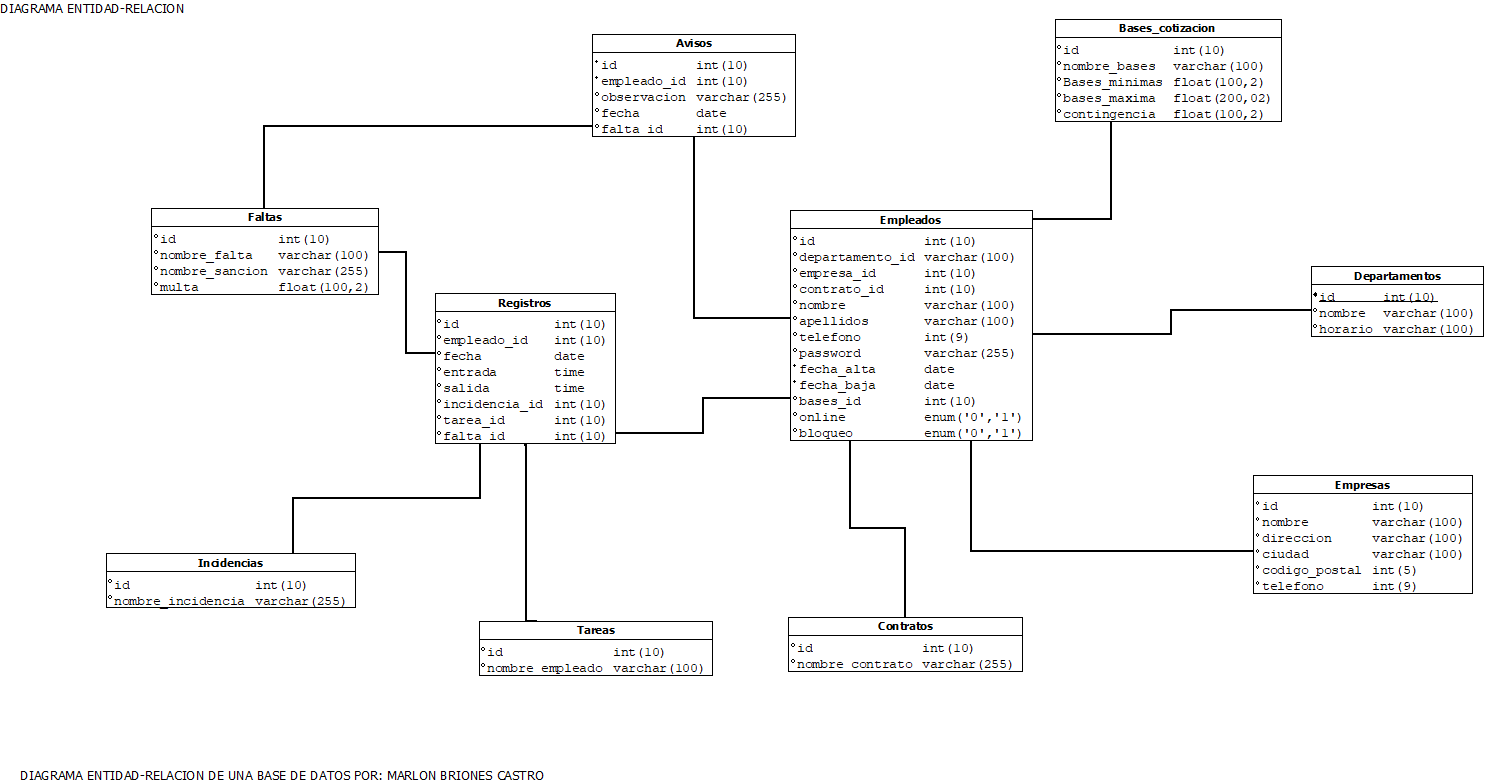 DIAGRAMA ENTIDAD-RELACION
Avisos
id int(10)
empleado_id int(10)
observacion varchar(255)
fecha date
falta_id int(10)
Bases_cotizacion
id int(10)
nombre_bases varchar(100)
Bases_minimas float(100,2)
bases_maxima float(200,02)
contingencia float(100,2)
Faltas
id int(10)
nombre_falta varchar(100)
nombre_sancion varchar(255)
multa float(100,2)
Empleados
id int(10)
departamento_id varchar(100)
empresa_id int(10)
contrato_id int(10)
nombre varchar(100)
apellidos varchar(100)
telefono int(9)
password varchar(255)
fecha_alta date
fecha_baja date
bases_id int(10)
online enum('0','1')
bloqueo enum('0','1')
Departamentos
id int(10)
nombre varchar(100)
horario varchar(100)
Registros
id int(10)
empleado_id int(10)
fecha date
entrada time
salida time
incidencia_id int(10)
tarea_id int(10)
falta_id int(10)
Empresas
id int(10)
nombre varchar(100)
direccion varchar(100)
ciudad varchar(100)
codigo_postal int(5)
telefono int(9)
Incidencias
id int(10)
nombre_incidencia varchar(255)
Tareas
id int(10)
nombre_empleado varchar(100)
Contratos
id int(10)
nombre_contrato varchar(255)
DIAGRAMA ENTIDAD-RELACION DE UNA BASE DE DATOS POR: MARLON BRIONES CASTRO